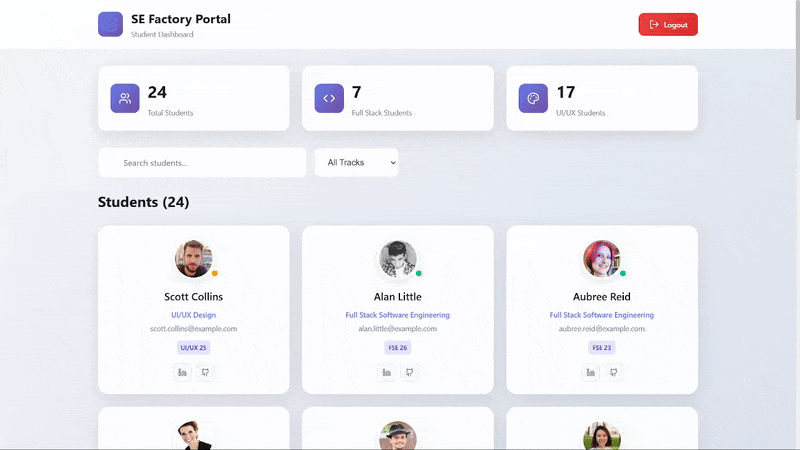 SE Factory Portal
Student Dashboard
Logout
24
Total Students
7
Full Stack Students
17
UI/UX Students
Search students...
All Tracks
Students (24)
Scott Collins
UI/UX Design
scott.collins@example.com
UI/UX 25
Alan Little
Full Stack Software Engineering
alan.little@example.com
FSE 26
Aubree Reid
Full Stack Software Engineering
aubree.reid@example.com
FSE 23